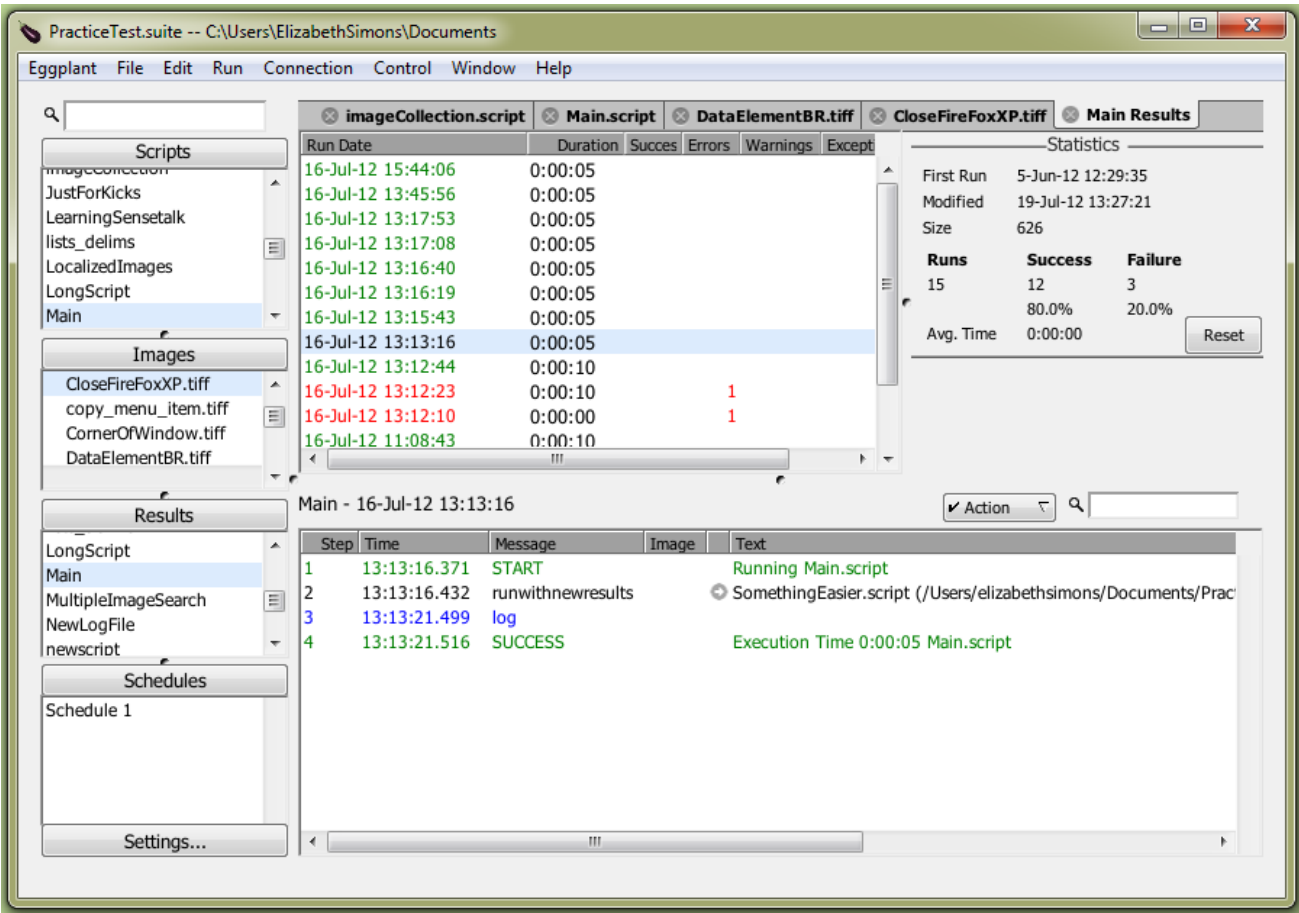 PracticeTest.suite -- C:\Users\ElizabethSimons\Documents
Eggplant File Edit Run Connection Control Window Help
imageCollection.script Main.script DataElementBR.tiff CloseFireFoxXP.tiff Main Results
Scripts
imageCollection
JustForKicks
LearningSensetalk
lists_delims
LocalizedImages
LongScript
Main
Images
CloseFireFoxXP.tiff
copy_menu_item.tiff
CornerOfWindow.tiff
DataElementBR.tiff
Results
LongScript
Main
MultipleImageSearch
NewLogFile
newscript
Schedules
Schedule 1
Settings...
Run Date Duration Succes Errors Warnings Except
16-Jul-12 15:44:06 0:00:05
16-Jul-12 13:45:56 0:00:05
16-Jul-12 13:17:53 0:00:05
16-Jul-12 13:17:08 0:00:05
16-Jul-12 13:16:40 0:00:05
16-Jul-12 13:16:19 0:00:05
16-Jul-12 13:15:43 0:00:05
16-Jul-12 13:13:16 0:00:05
16-Jul-12 13:12:44 0:00:10
16-Jul-12 13:12:23 0:00:10 1
16-Jul-12 13:12:10 0:00:00 1
16-Jul-12 11:08:43 0:00:10
Statistics
First Run 5-Jun-12 12:29:35
Modified 19-Jul-12 13:27:21
Size 626
Runs Success Failure
15 12 3
80.0% 20.0%
Avg. Time 0:00:00 Reset
Main - 16-Jul-12 13:13:16
Action
Step Time Message Image Text
1 13:13:16.371 START Running Main.script
2 13:13:16.432 runwithnewresults SomethingEasier.script (/Users/elizabethsimons/Documents/Prac
3 13:13:21.499 log
4 13:13:21.516 SUCCESS Execution Time 0:00:05 Main.script